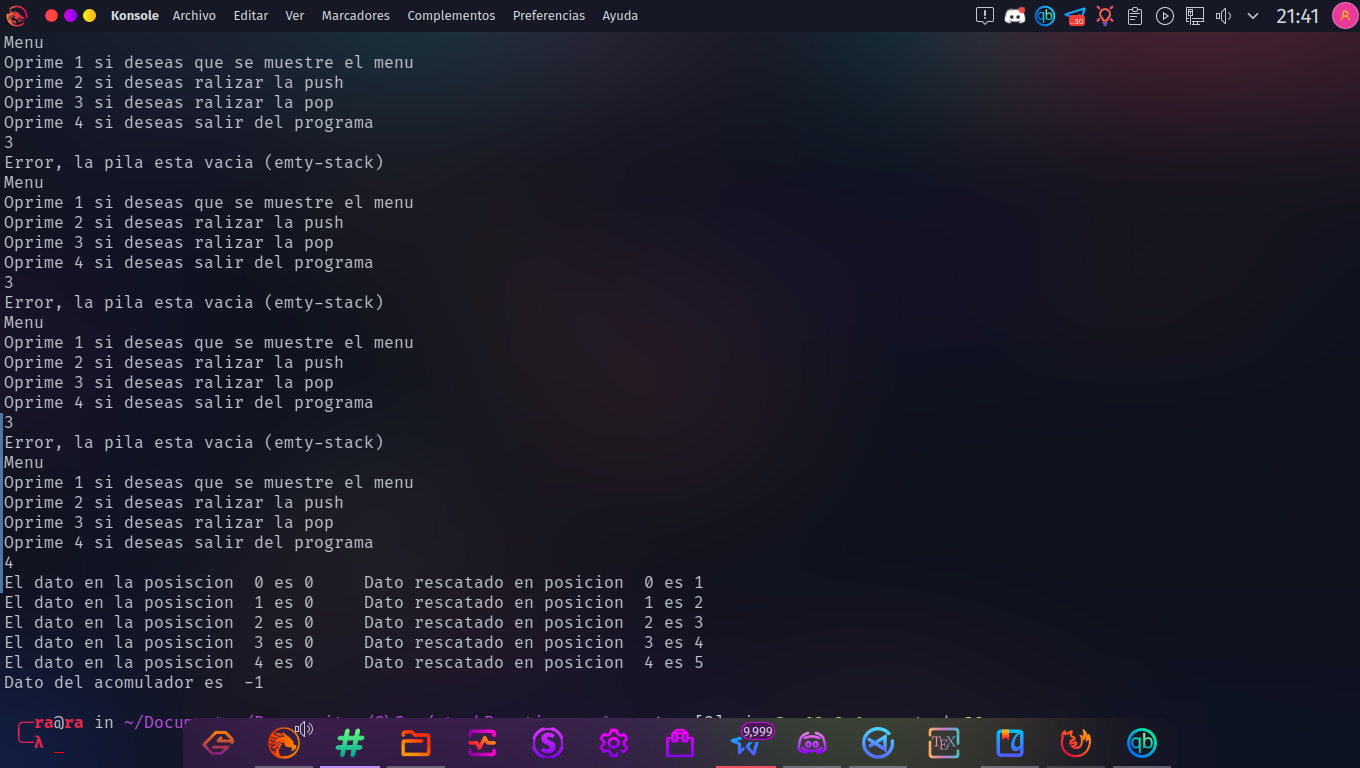 Konsole Archivo Editar Ver Marcadores Complementos Preferencias Ayuda 30 21:41
Menu
Oprime 1 si deseas que se muestre el menu
Oprime 2 si deseas ralizar la push
Oprime 3 si deseas ralizar la pop
Oprime 4 si deseas salir del programa
3
Error, la pila esta vacia (emty-stack)
Menu
Oprime 1 si deseas que se muestre el menu
Oprime 2 si deseas ralizar la push
Oprime 3 si deseas ralizar la pop
Oprime 4 si deseas salir del programa
3
Error, la pila esta vacia (emty-stack)
Menu
Oprime 1 si deseas que se muestre el menu
Oprime 2 si deseas ralizar la push
Oprime 3 si deseas ralizar la pop
Oprime 4 si deseas salir del programa
3
Error, la pila esta vacia (emty-stack)
Menu
Oprime 1 si deseas que se muestre el menu
Oprime 2 si deseas ralizar la push
Oprime 3 si deseas ralizar la pop
Oprime 4 si deseas salir del programa
4
El dato en la posiscion 0 es 0 Dato rescatado en posicion 0 es 1
El dato en la posiscion 1 es 0 Dato rescatado en posicion 1 es 2
El dato en la posiscion 2 es 0 Dato rescatado en posicion 2 es 3
El dato en la posiscion 3 es 0 Dato rescatado en posicion 3 es 4
El dato en la posiscion 4 es 0 Dato rescatado en posicion 4 es 5
Dato del acomulador es -1
ra@ra in
λ _
9,999
TEX
qb